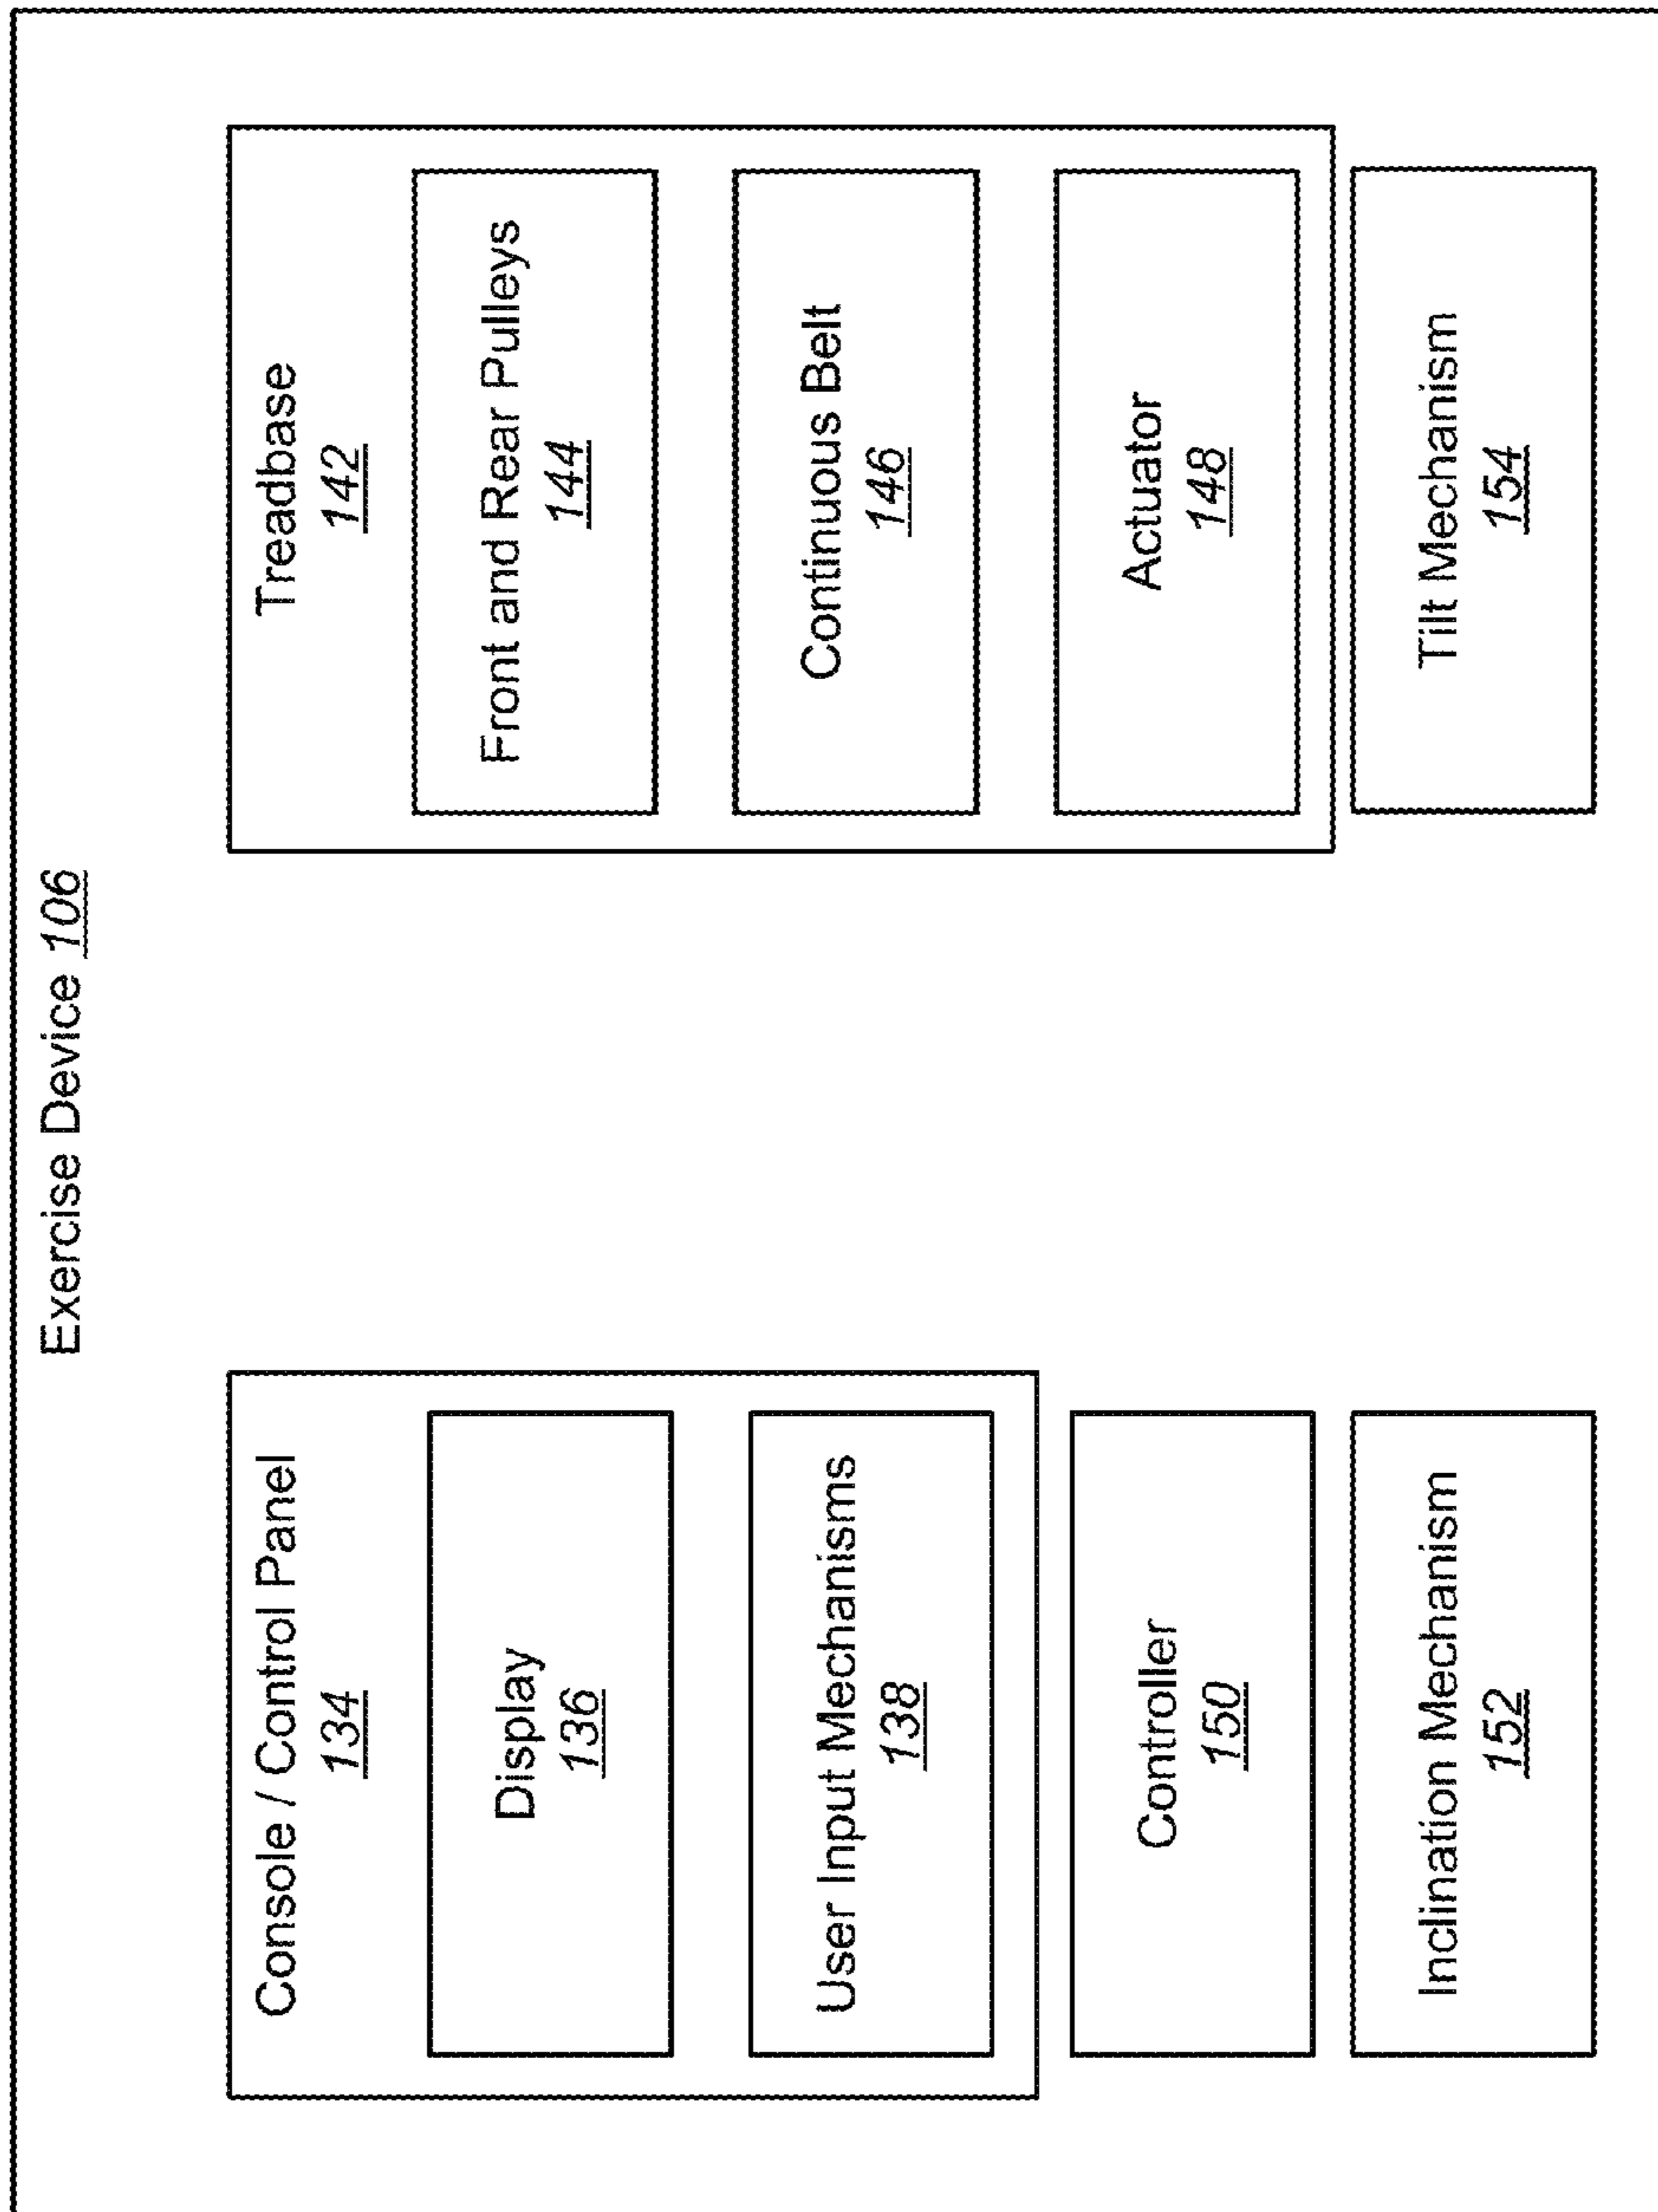 Exercise Device 106
Console / Control Panel
134
Display
136
User Input Mechanisms
138
Controller
150
Inclination Mechanism
152
Treadbase
142
Front and Rear Pulleys
144
Continuous Belt
146
Actuator
148
Tilt Mechanism
154